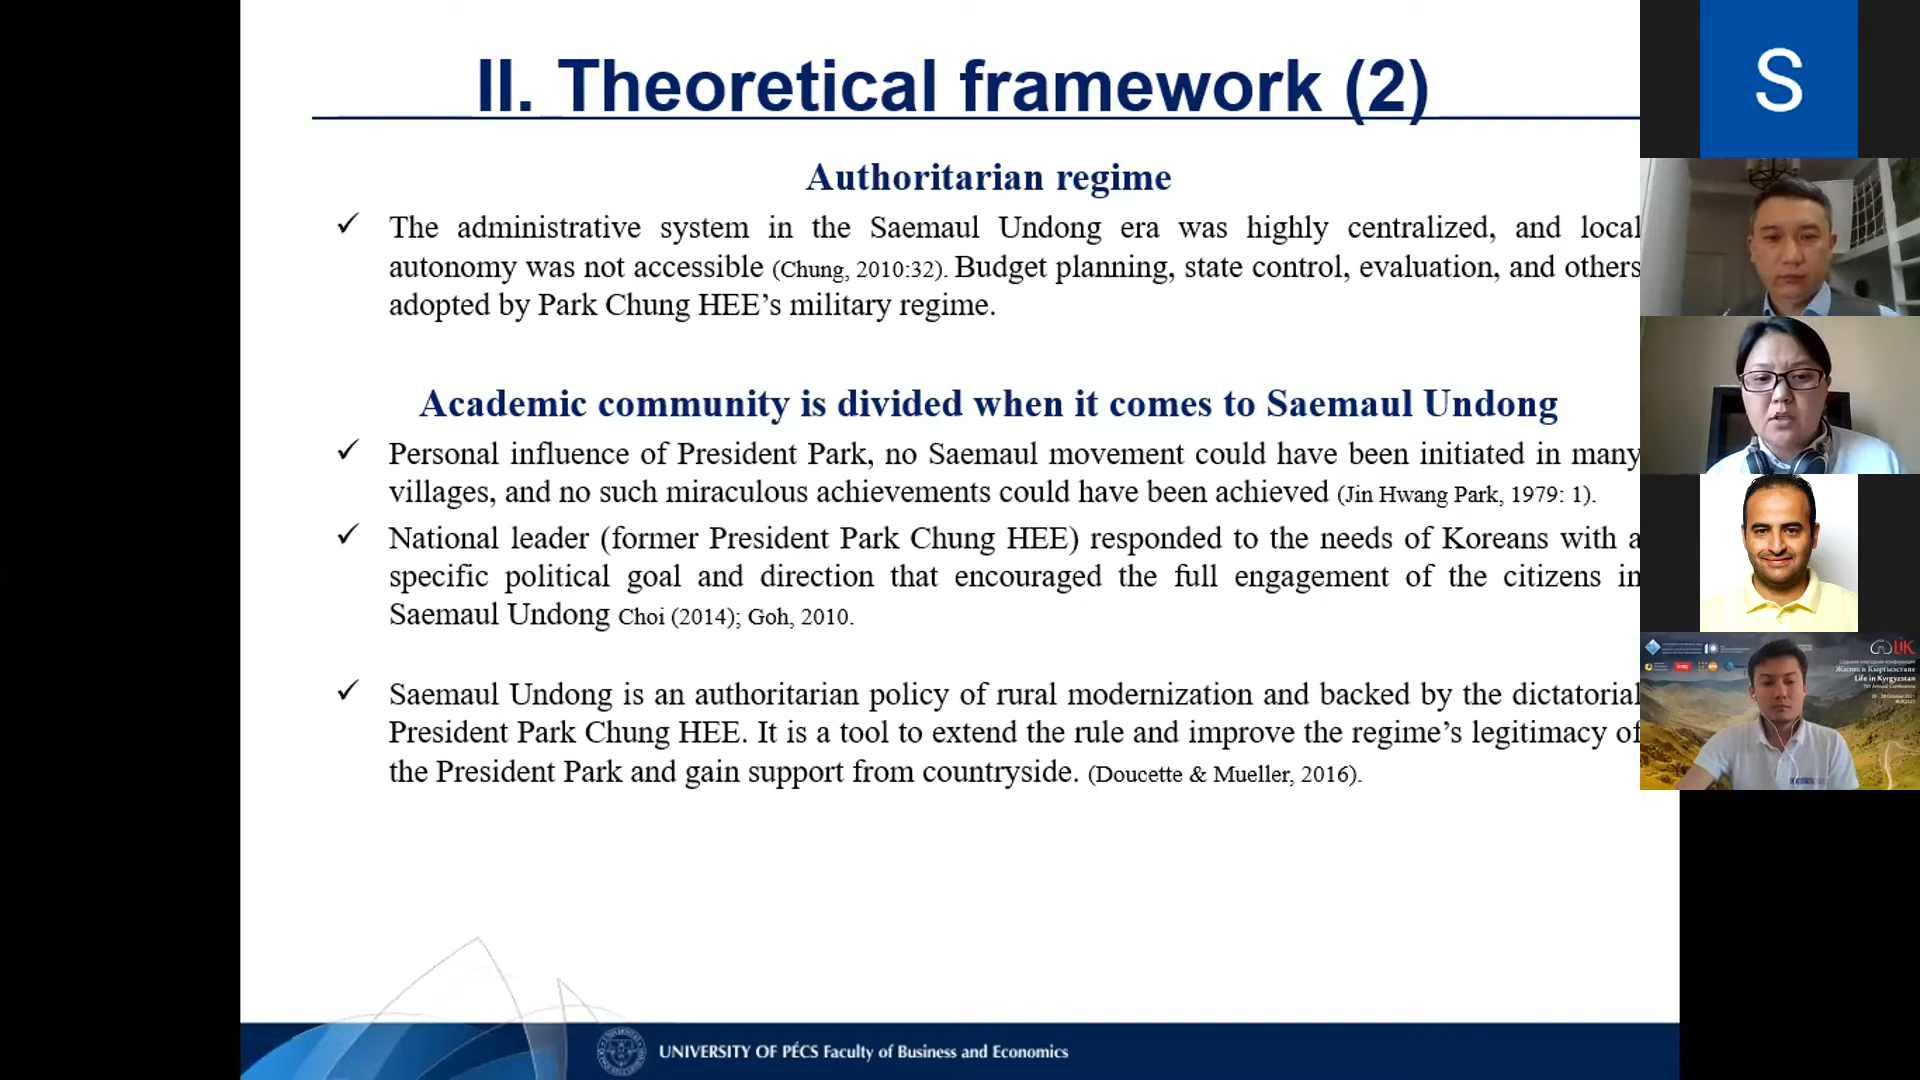 II. Theoretical framework (2)
Authoritarian regime
✓ The administrative system in the Saemaul Undong era was highly centralized, and local
autonomy was not accessible (Chung, 2010:32). Budget planning, state control, evaluation, and others
adopted by Park Chung HEE’s military regime.
Academic community is divided when it comes to Saemaul Undong
✓ Personal influence of President Park, no Saemaul movement could have been initiated in many
villages, and no such miraculous achievements could have been achieved (Jin Hwang Park, 1979: 1).
✓ National leader (former President Park Chung HEE) responded to the needs of Koreans with a
specific political goal and direction that encouraged the full engagement of the citizens in
Saemaul Undong Choi (2014); Goh, 2010.
✓ Saemaul Undong is an authoritarian policy of rural modernization and backed by the dictatorial
President Park Chung HEE. It is a tool to extend the rule and improve the regime’s legitimacy of
the President Park and gain support from countryside. (Doucette & Mueller, 2016).
UNIVERSITY OF PÉCS Faculty of Business and Economics
S
LiK
Жизнь в Кыргызстане
Life in Kyrgyzstan